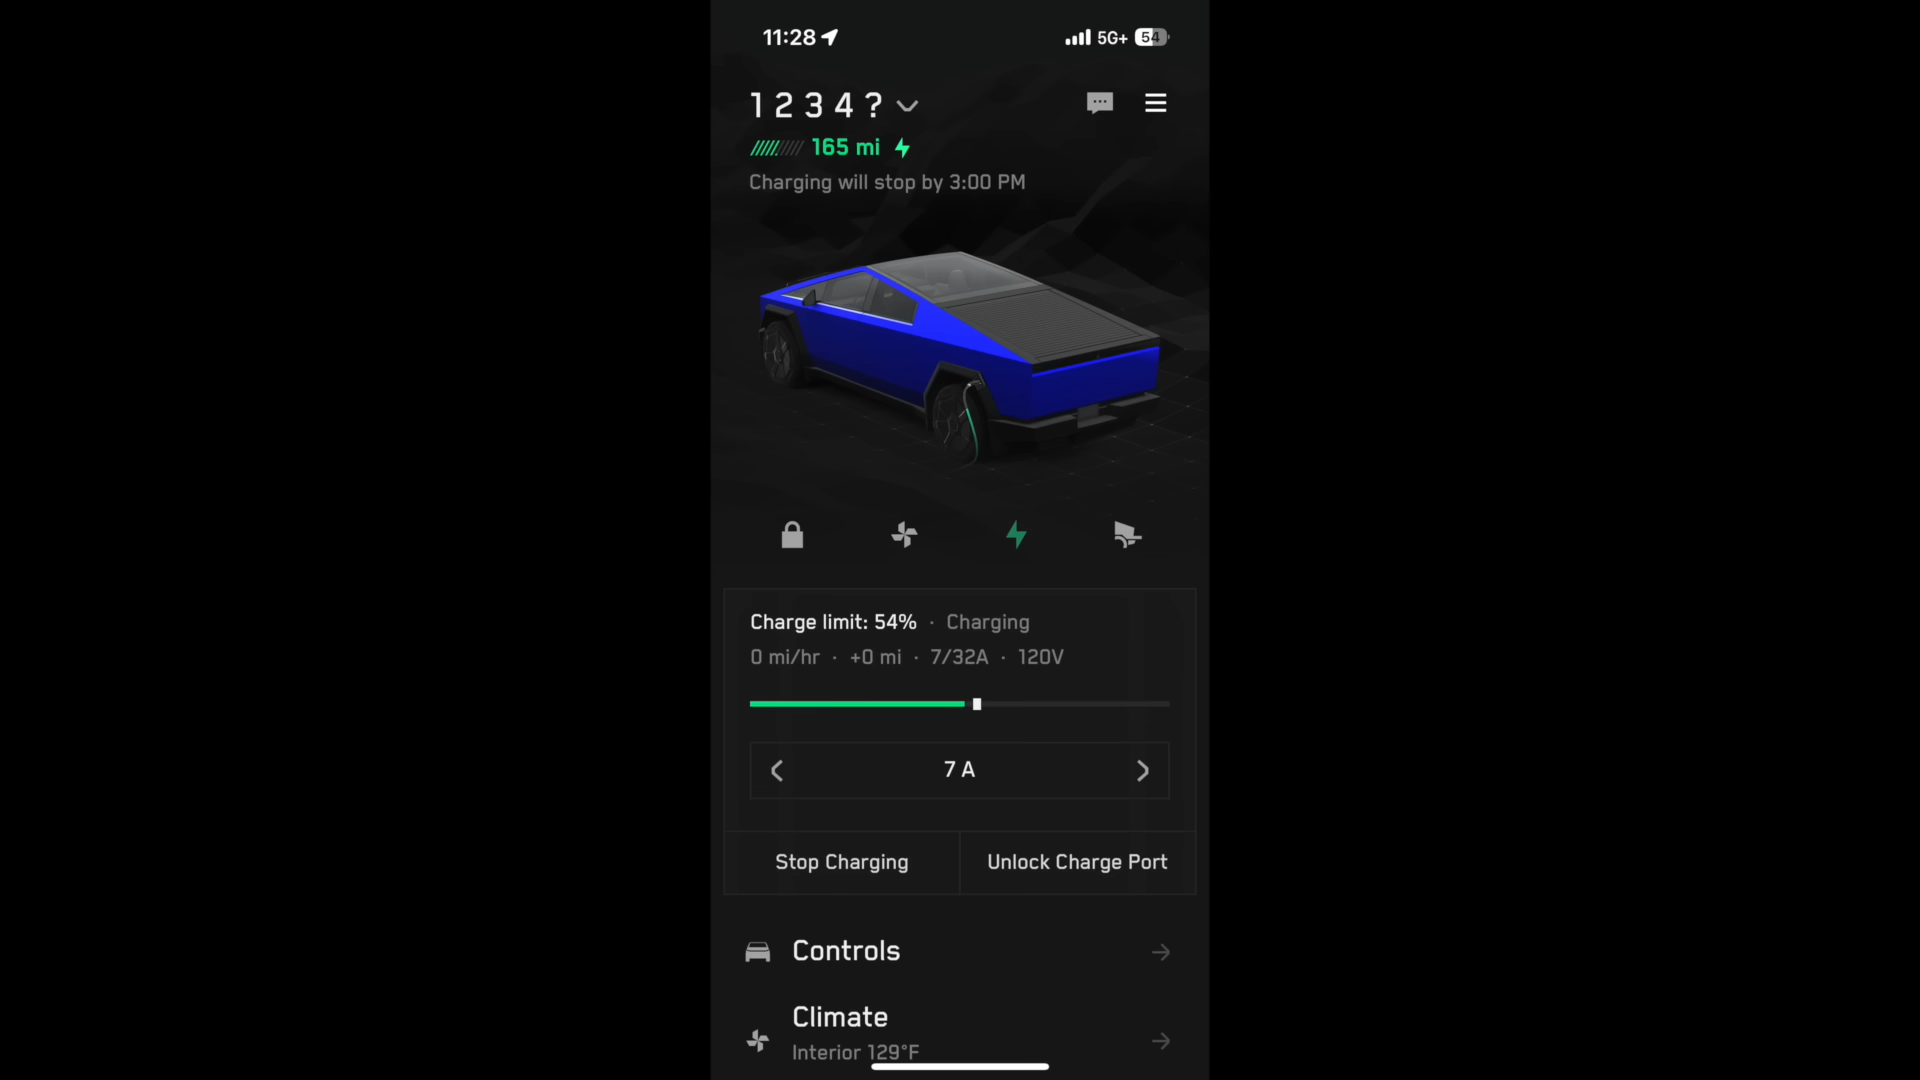 11:28 5G+ 54
1 2 3 4 ?
165 mi
Charging will stop by 3:00 PM
Charge limit: 54% · Charging
0 mi/hr · +0 mi · 7/32A · 120V
7 A
Stop Charging Unlock Charge Port
Controls
Climate
Interior 129°F